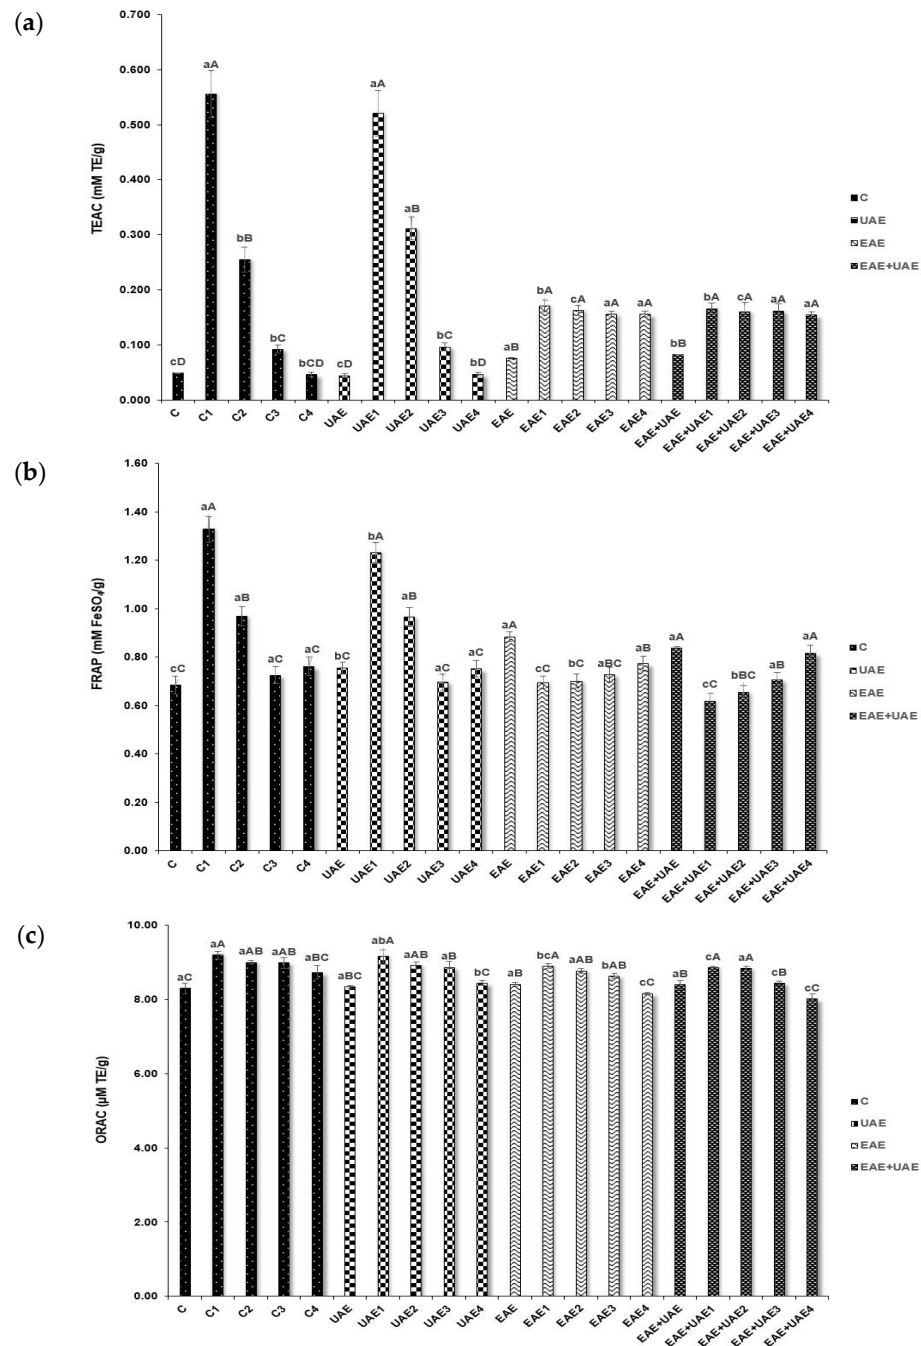 (a)
0.700
0.600
0.500
0.400
0.300
0.200
0.100
0.000
TEAC (mM TE/g)
cD aA bB bC bCD cD aA aB bC bD aB bA cA aA aA bB bA cA aA aA
C C1 C2 C3 C4 UAE UAE1 UAE2 UAE3 UAE4 EAE EAE1 EAE2 EAE3 EAE4 EAE+UAE EAE+UAE1 EAE+UAE2 EAE+UAE3 EAE+UAE4
C
UAE
EAE
EAE+UAE
(b)
1.60
1.40
1.20
1.00
0.80
0.60
0.40
0.20
0.00
FRAP (mM FeSO₄/g)
cC aA aB aC aC bC bA aB aC aC aA cC bC aBC aB aA cC bBC aB aA
C C1 C2 C3 C4 UAE UAE1 UAE2 UAE3 UAE4 EAE EAE1 EAE2 EAE3 EAE4 EAE+UAE EAE+UAE1 EAE+UAE2 EAE+UAE3 EAE+UAE4
C
UAE
EAE
EAE+UAE
(c)
10.00
8.00
6.00
4.00
2.00
0.00
ORAC (µM TE/g)
aC aA aAB aAB aBC aBC abA aAB aB bC aB bcA aAB bAB cC aB cA aA cB cC
C C1 C2 C3 C4 UAE UAE1 UAE2 UAE3 UAE4 EAE EAE1 EAE2 EAE3 EAE4 EAE+UAE EAE+UAE1 EAE+UAE2 EAE+UAE3 EAE+UAE4
C
UAE
EAE
EAE+UAE